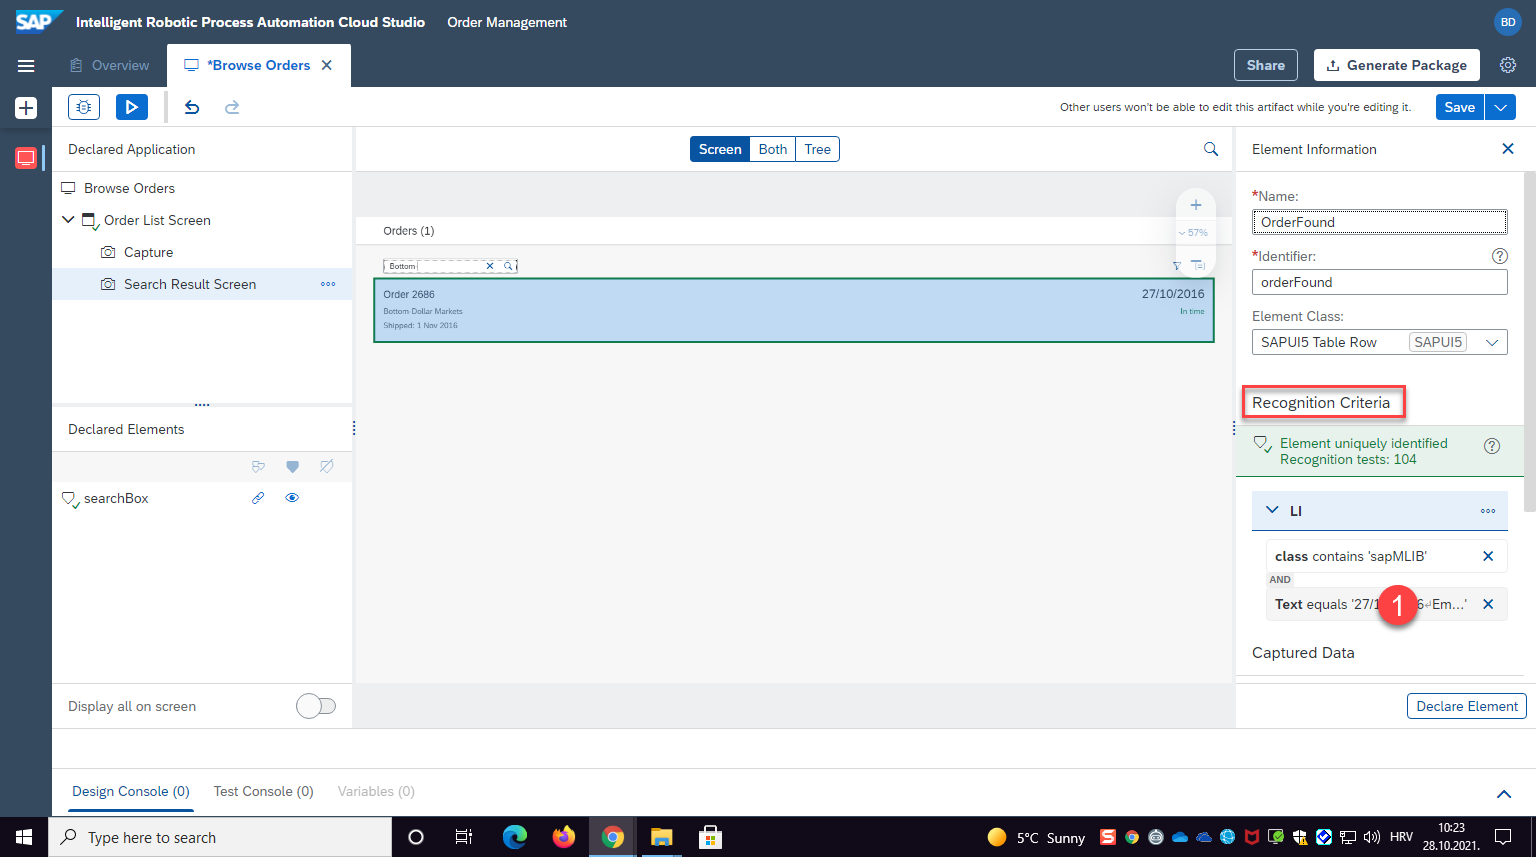 SAP Intelligent Robotic Process Automation Cloud Studio Order Management BD
Overview *Browse Orders Share Generate Package
Other users won't be able to edit this artifact while you're editing it. Save
Declared Application
Browse Orders
Order List Screen
Capture
Search Result Screen
Declared Elements
searchBox
Display all on screen
Screen Both Tree
57%
Orders (1)
Bottom
Order 2686 27/10/2016
Bottom-Dollar Markets In time
Shipped: 1 Nov 2016
Element Information
*Name:
OrderFound
*Identifier:
orderFound
Element Class:
SAPUI5 Table Row SAPUI5
Recognition Criteria
Element uniquely identified
Recognition tests: 104
LI
class contains 'sapMLIB'
AND
Text equals '27/1 6↵Em...'
1
Captured Data
Declare Element
Design Console (0) Test Console (0) Variables (0)
Type here to search
5°C Sunny
HRV
10:23
28.10.2021.